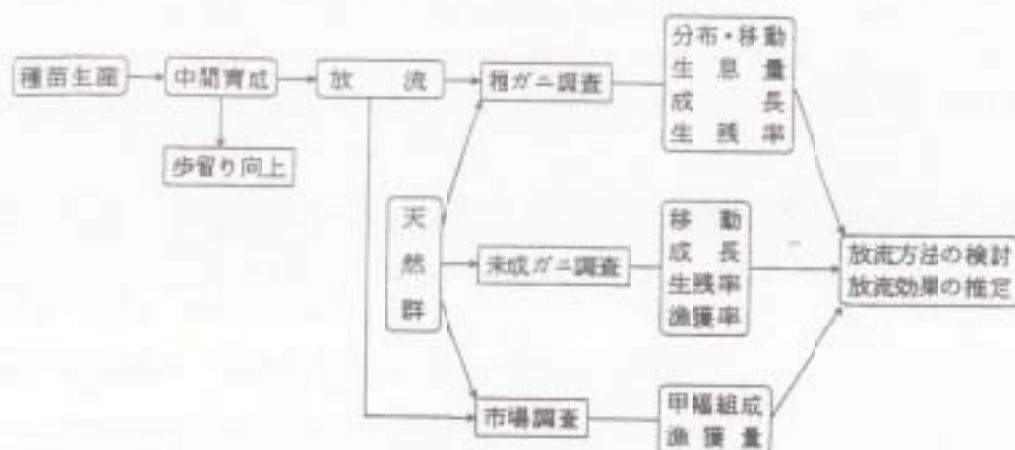 種苗生産
中間育成
放流
稚ガニ調査
分布・移動
生息量
成長
生残率
歩留り向上
天然群
未成ガニ調査
移動
成長
生残率
漁獲率
放流方法の検討
放流効果の推定
市場調査
甲幅組成
漁獲量